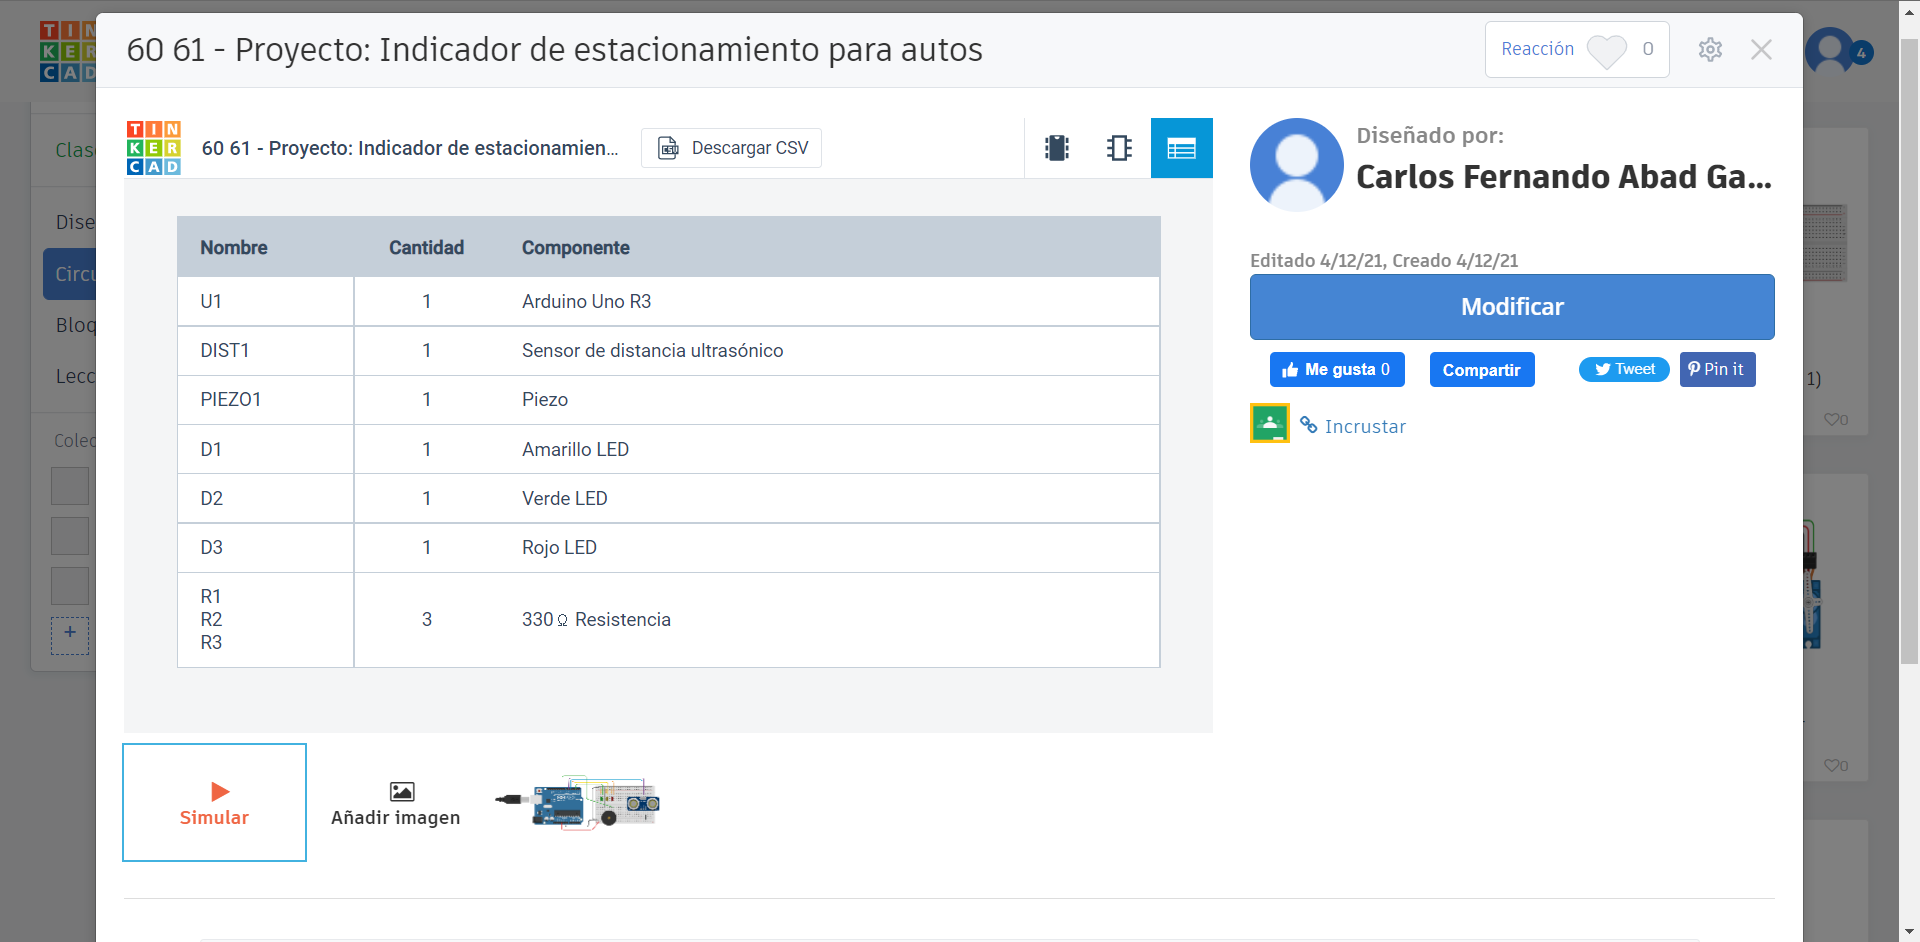 60 61 - Proyecto: Indicador de estacionamiento para autos
Reacción 0
TIN
KER
CAD
4
TIN
KER
CAD
60 61 - Proyecto: Indicador de estacionamien...
Descargar CSV
Diseñado por:
Carlos Fernando Abad Ga...
Clas
Dise
Circu
Bloq
Lecc
Colec
+
Nombre Cantidad Componente
U1 1 Arduino Uno R3
DIST1 1 Sensor de distancia ultrasónico
PIEZO1 1 Piezo
D1 1 Amarillo LED
D2 1 Verde LED
D3 1 Rojo LED
R1
R2
R3
3 330 Ω Resistencia
Editado 4/12/21, Creado 4/12/21
Modificar
Me gusta 0
Compartir
Tweet
Pin it
Incrustar
1)
0
0
Simular
Añadir imagen